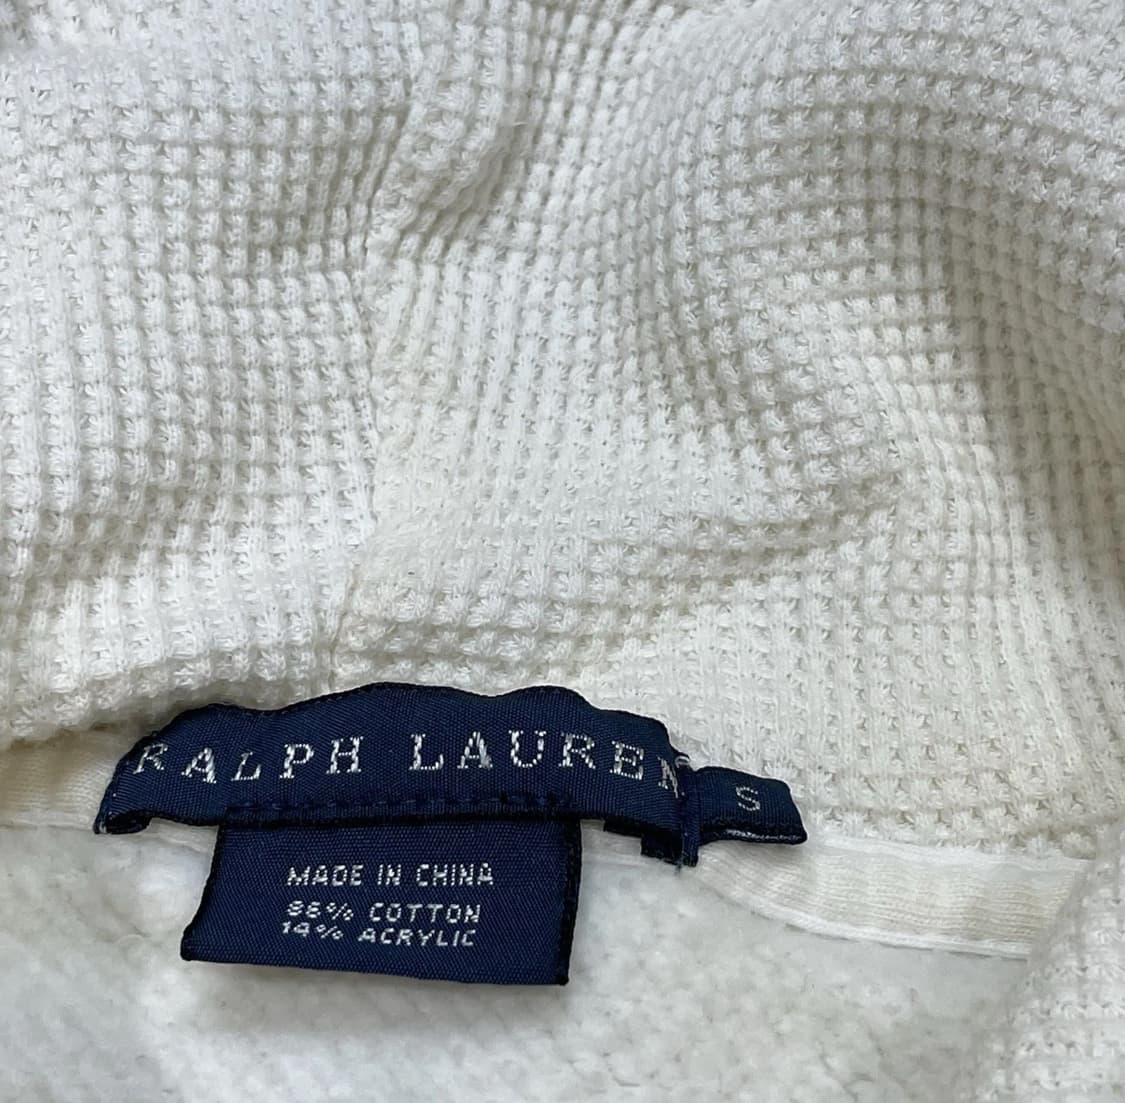 RALPH LAUREN
S
MADE IN CHINA
86% COTTON
14% ACRYLIC